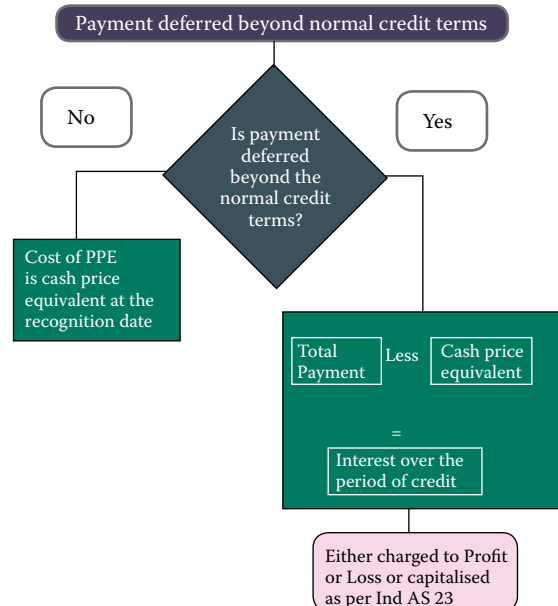 Payment deferred beyond normal credit terms
No
Yes
Is payment
deferred
beyond the
normal credit
terms?
Cost of PPE
is cash price
equivalent at the
recognition date
Total
Payment
Less
Cash price
equivalent
=
Interest over the
period of credit
Either charged to Profit
or Loss or capitalised
as per Ind AS 23